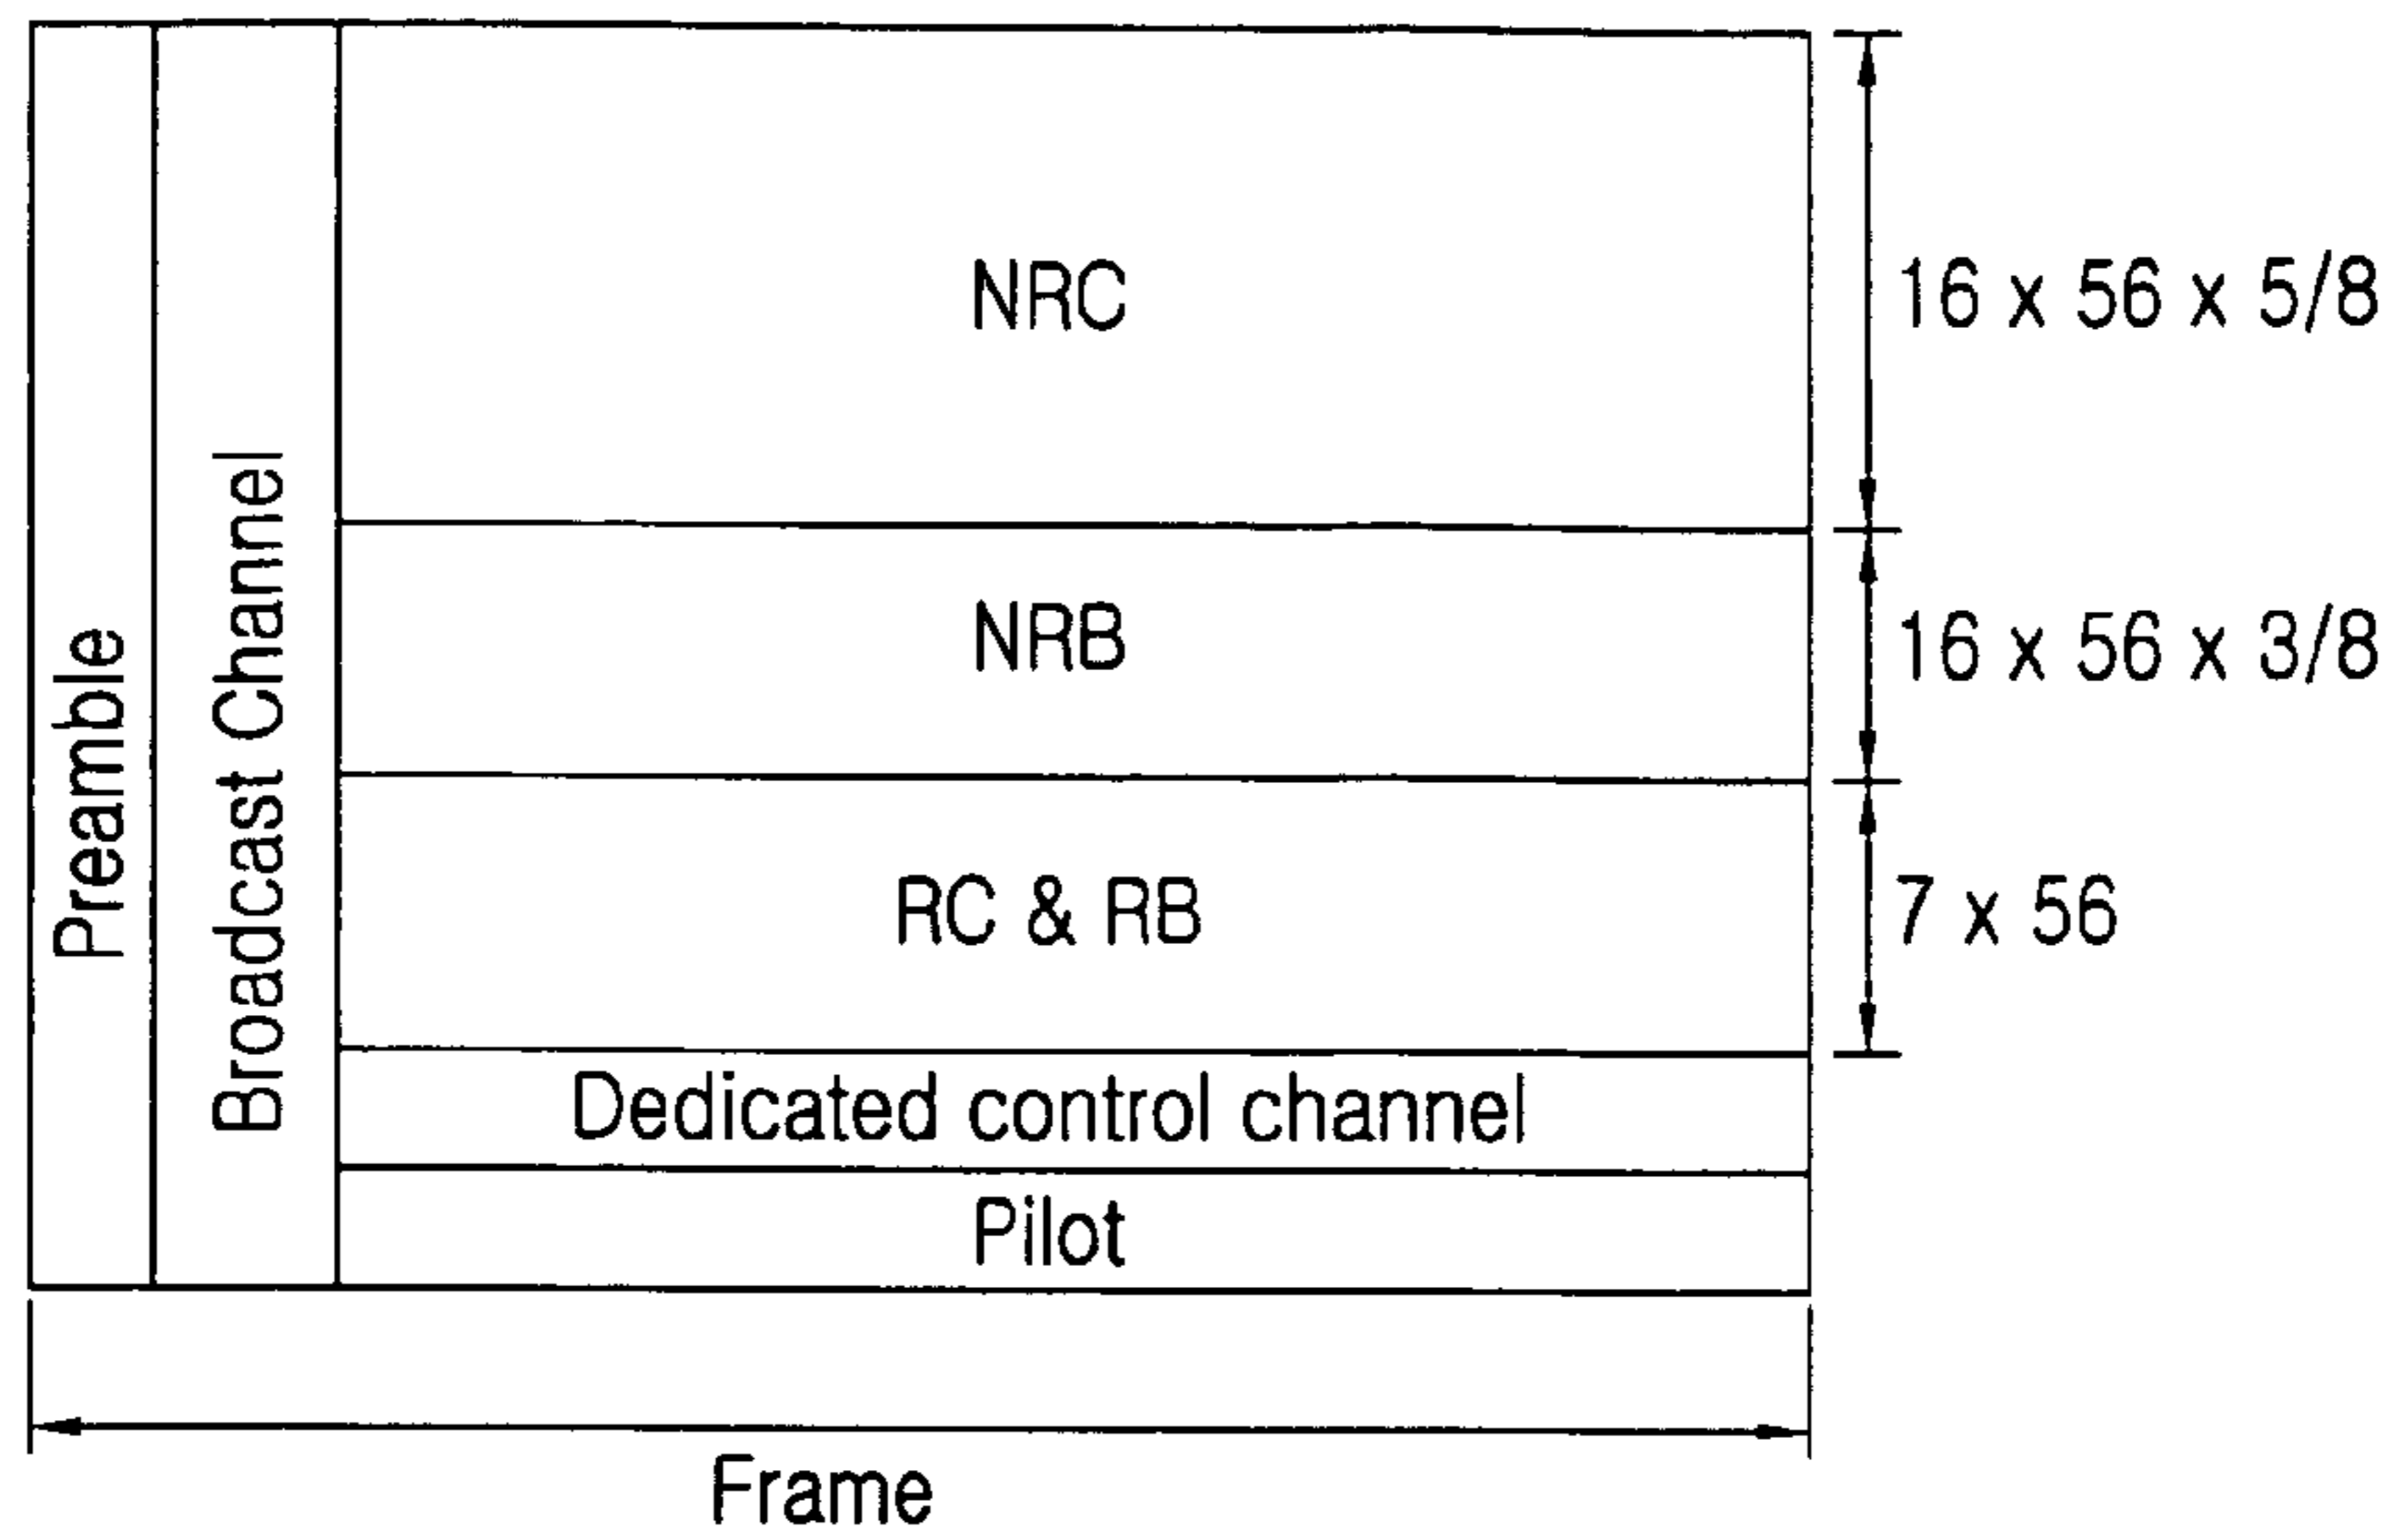 Preamble
Broadcast Channel
NRC
16 x 56 x 5/8
NRB
16 x 56 x 3/8
RC & RB
7 x 56
Dedicated control channel
Pilot
Frame